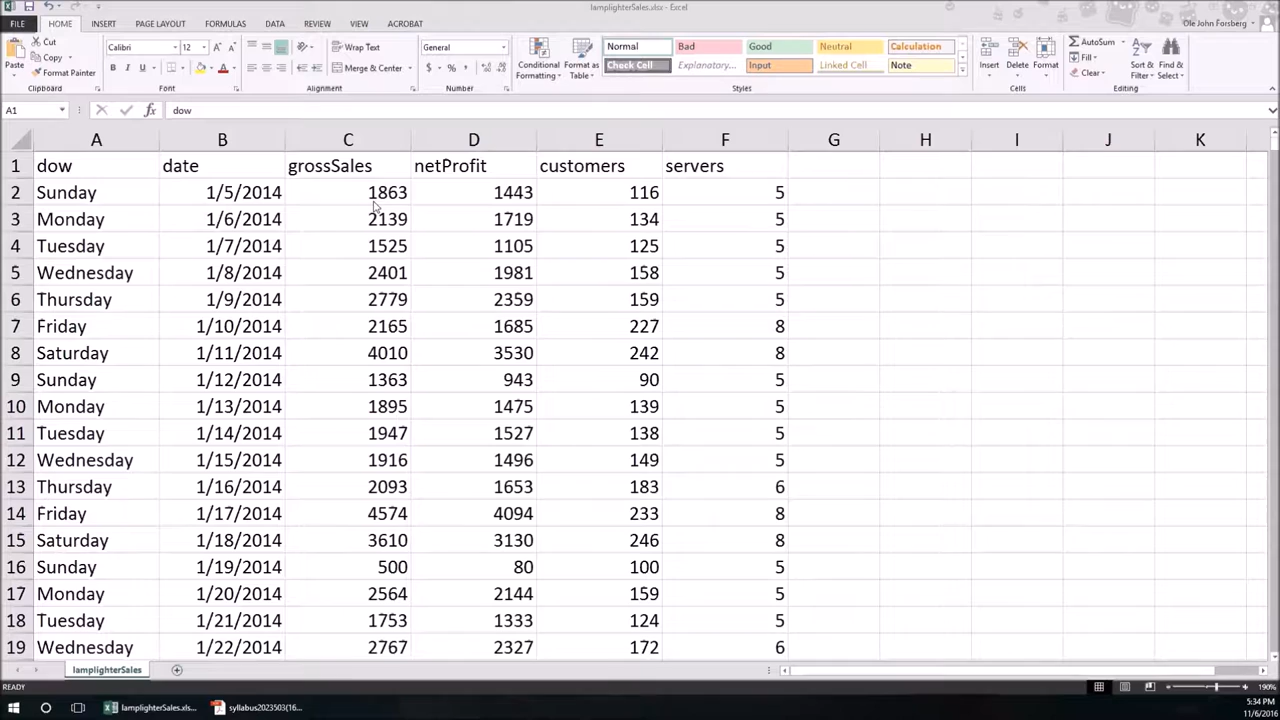 lamplighterSales.xlsx - Excel
FILE HOME INSERT PAGE LAYOUT FORMULAS DATA REVIEW VIEW ACROBAT Ole John Forsberg
Cut
Copy
Format Painter
Paste
Clipboard
Calibri 12
B I U
Font
Wrap Text
Merge & Center
Alignment
General
$ % ,
Number
Conditional Formatting
Format as Table
Normal Bad Good Neutral Calculation
Check Cell Explanatory... Input Linked Cell Note
Styles
Insert Delete Format
Cells
AutoSum
Fill
Clear
Sort & Filter
Find & Select
Editing
A1 fx dow
A B C D E F G H I J K
1 dow date grossSales netProfit customers servers
2 Sunday 1/5/2014 1863 1443 116 5
3 Monday 1/6/2014 2139 1719 134 5
4 Tuesday 1/7/2014 1525 1105 125 5
5 Wednesday 1/8/2014 2401 1981 158 5
6 Thursday 1/9/2014 2779 2359 159 5
7 Friday 1/10/2014 2165 1685 227 8
8 Saturday 1/11/2014 4010 3530 242 8
9 Sunday 1/12/2014 1363 943 90 5
10 Monday 1/13/2014 1895 1475 139 5
11 Tuesday 1/14/2014 1947 1527 138 5
12 Wednesday 1/15/2014 1916 1496 149 5
13 Thursday 1/16/2014 2093 1653 183 6
14 Friday 1/17/2014 4574 4094 233 8
15 Saturday 1/18/2014 3610 3130 246 8
16 Sunday 1/19/2014 500 80 100 5
17 Monday 1/20/2014 2564 2144 159 5
18 Tuesday 1/21/2014 1753 1333 124 5
19 Wednesday 1/22/2014 2767 2327 172 6
lamplighterSales
READY 190%
lamplighterSales.xls... syllabus2023503(16... 5:34 PM
11/6/2016